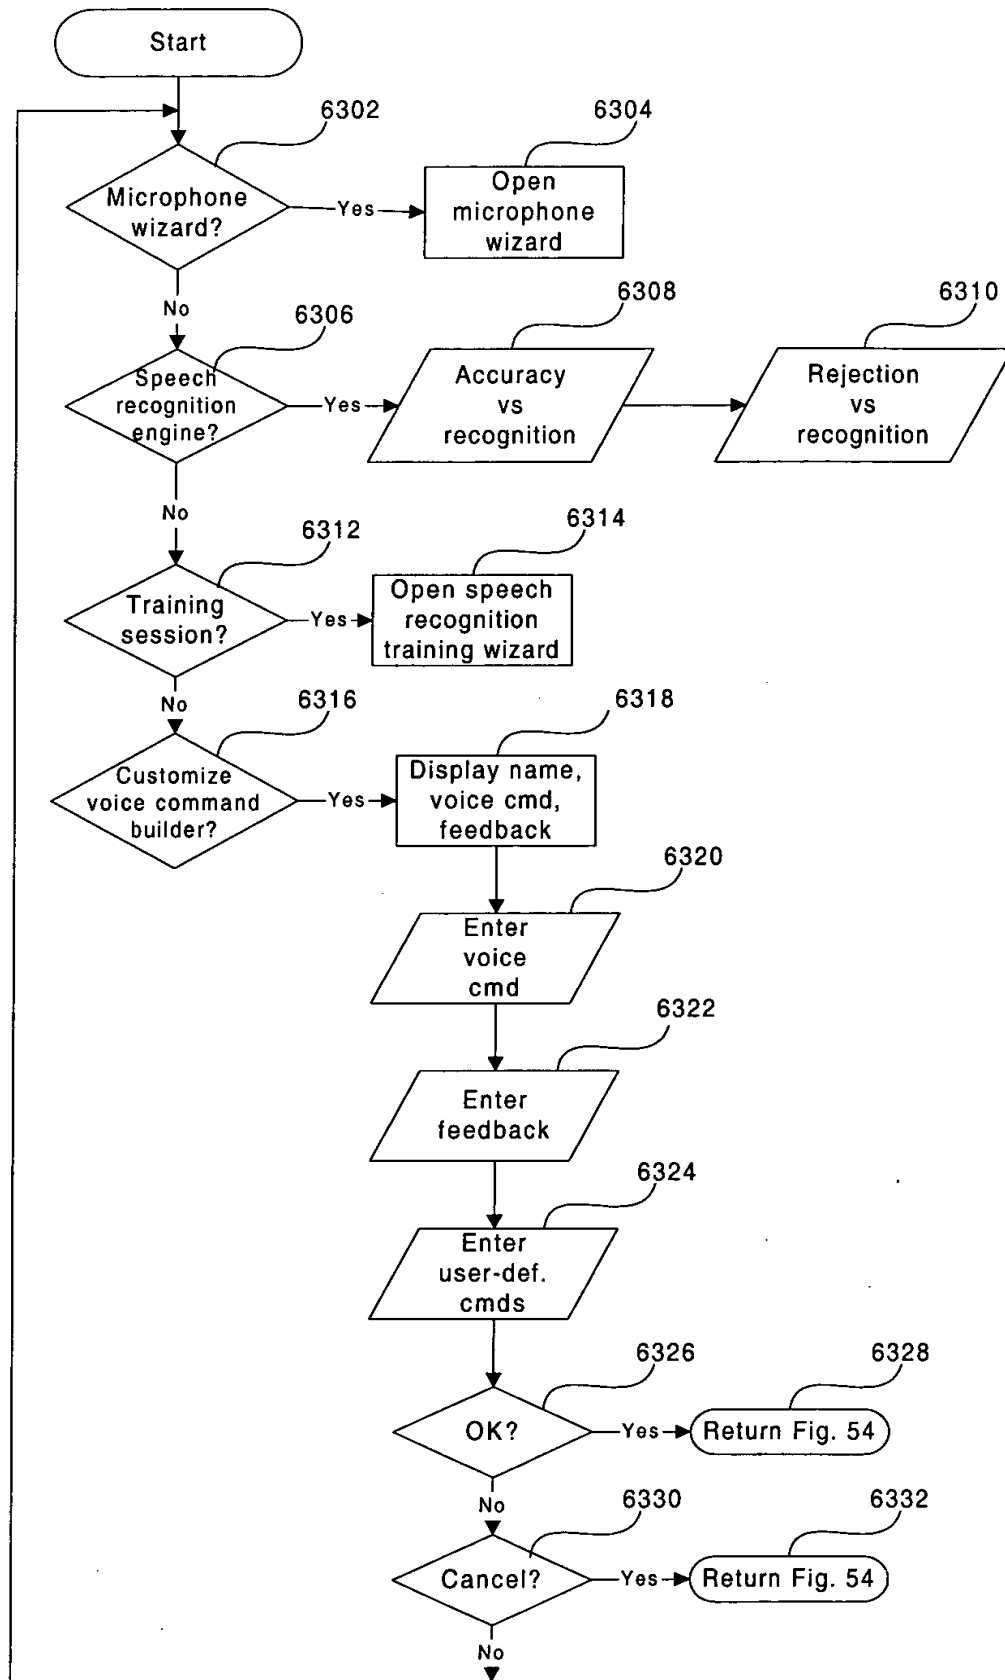 Start
6302
6304
Microphone
wizard?
Yes
Open
microphone
wizard
No
6306
6308
6310
Speech
recognition
engine?
Yes
Accuracy
vs
recognition
Rejection
vs
recognition
No
6312
6314
Training
session?
Yes
Open speech
recognition
training wizard
No
6316
6318
Customize
voice command
builder?
Yes
Display name,
voice cmd,
feedback
6320
Enter
voice
cmd
6322
Enter
feedback
6324
Enter
user-def.
cmds
6326
6328
OK?
Yes
Return Fig. 54
No
6330
6332
Cancel?
Yes
Return Fig. 54
No